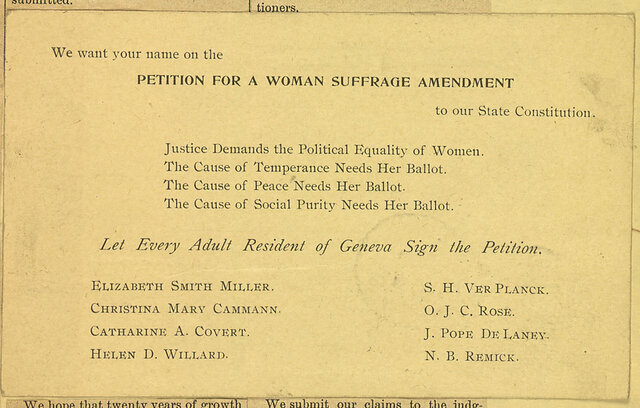 submitted.
tioners.
We want your name on the
PETITION FOR A WOMAN SUFFRAGE AMENDMENT
to our State Constitution.
Justice Demands the Political Equality of Women.
The Cause of Temperance Needs Her Ballot.
The Cause of Peace Needs Her Ballot.
The Cause of Social Purity Needs Her Ballot.
Let Every Adult Resident of Geneva Sign the Petition.
ELIZABETH SMITH MILLER.
CHRISTINA MARY CAMMANN.
CATHARINE A. COVERT.
HELEN D. WILLARD.
S. H. VER PLANCK.
O. J. C. ROSE.
J. POPE DE LANEY.
N. B. REMICK.
We hope that twenty years of growth
We submit our claims to the judg-